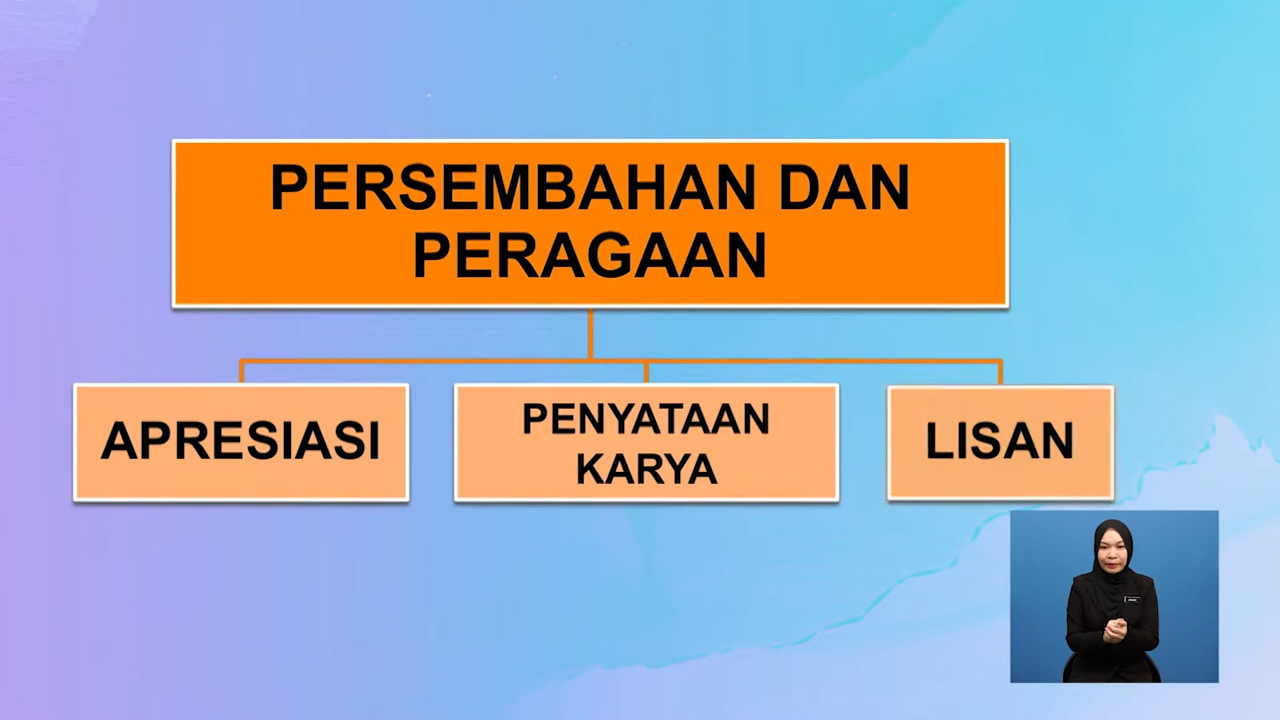 PERSEMBAHAN DAN
PERAGAAN
APRESIASI
PENYATAAN
KARYA
LISAN